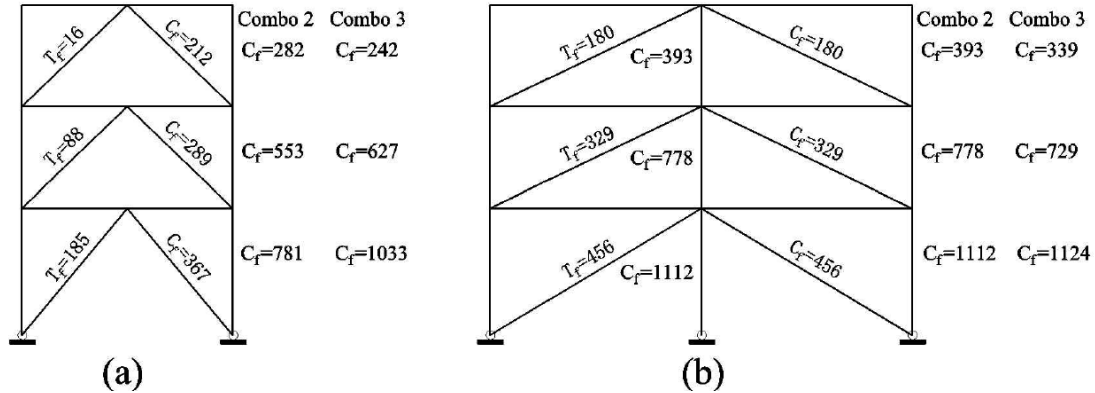 Combo 2 Combo 3
T_f=16 C_f=212 C_f=282 C_f=242
T_f=88 C_f=289 C_f=553 C_f=627
T_f=185 C_f=367 C_f=781 C_f=1033
(a)
Combo 2 Combo 3
T_f=180 C_f=393 C_f=180 C_f=393 C_f=339
T_f=329 C_f=778 C_f=329 C_f=778 C_f=729
T_f=456 C_f=1112 C_f=456 C_f=1112 C_f=1124
(b)